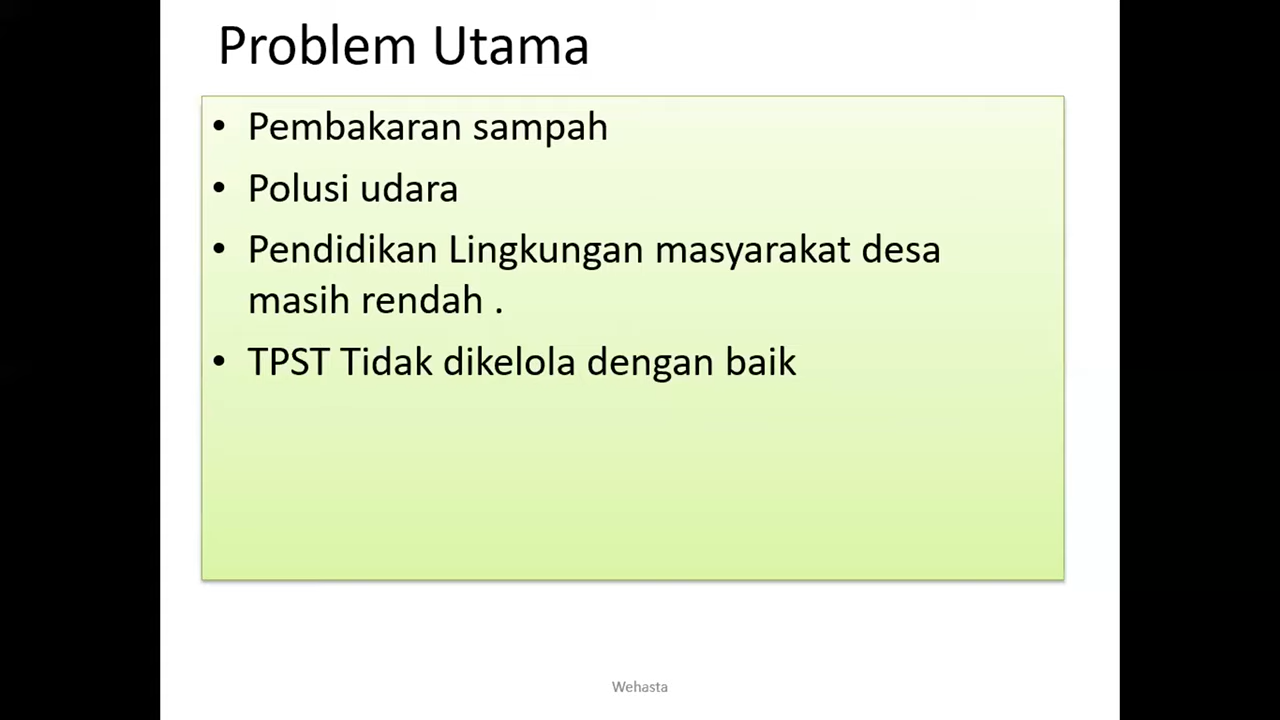 Problem Utama
• Pembakaran sampah
• Polusi udara
• Pendidikan Lingkungan masyarakat desa
masih rendah .
• TPST Tidak dikelola dengan baik
Wehasta